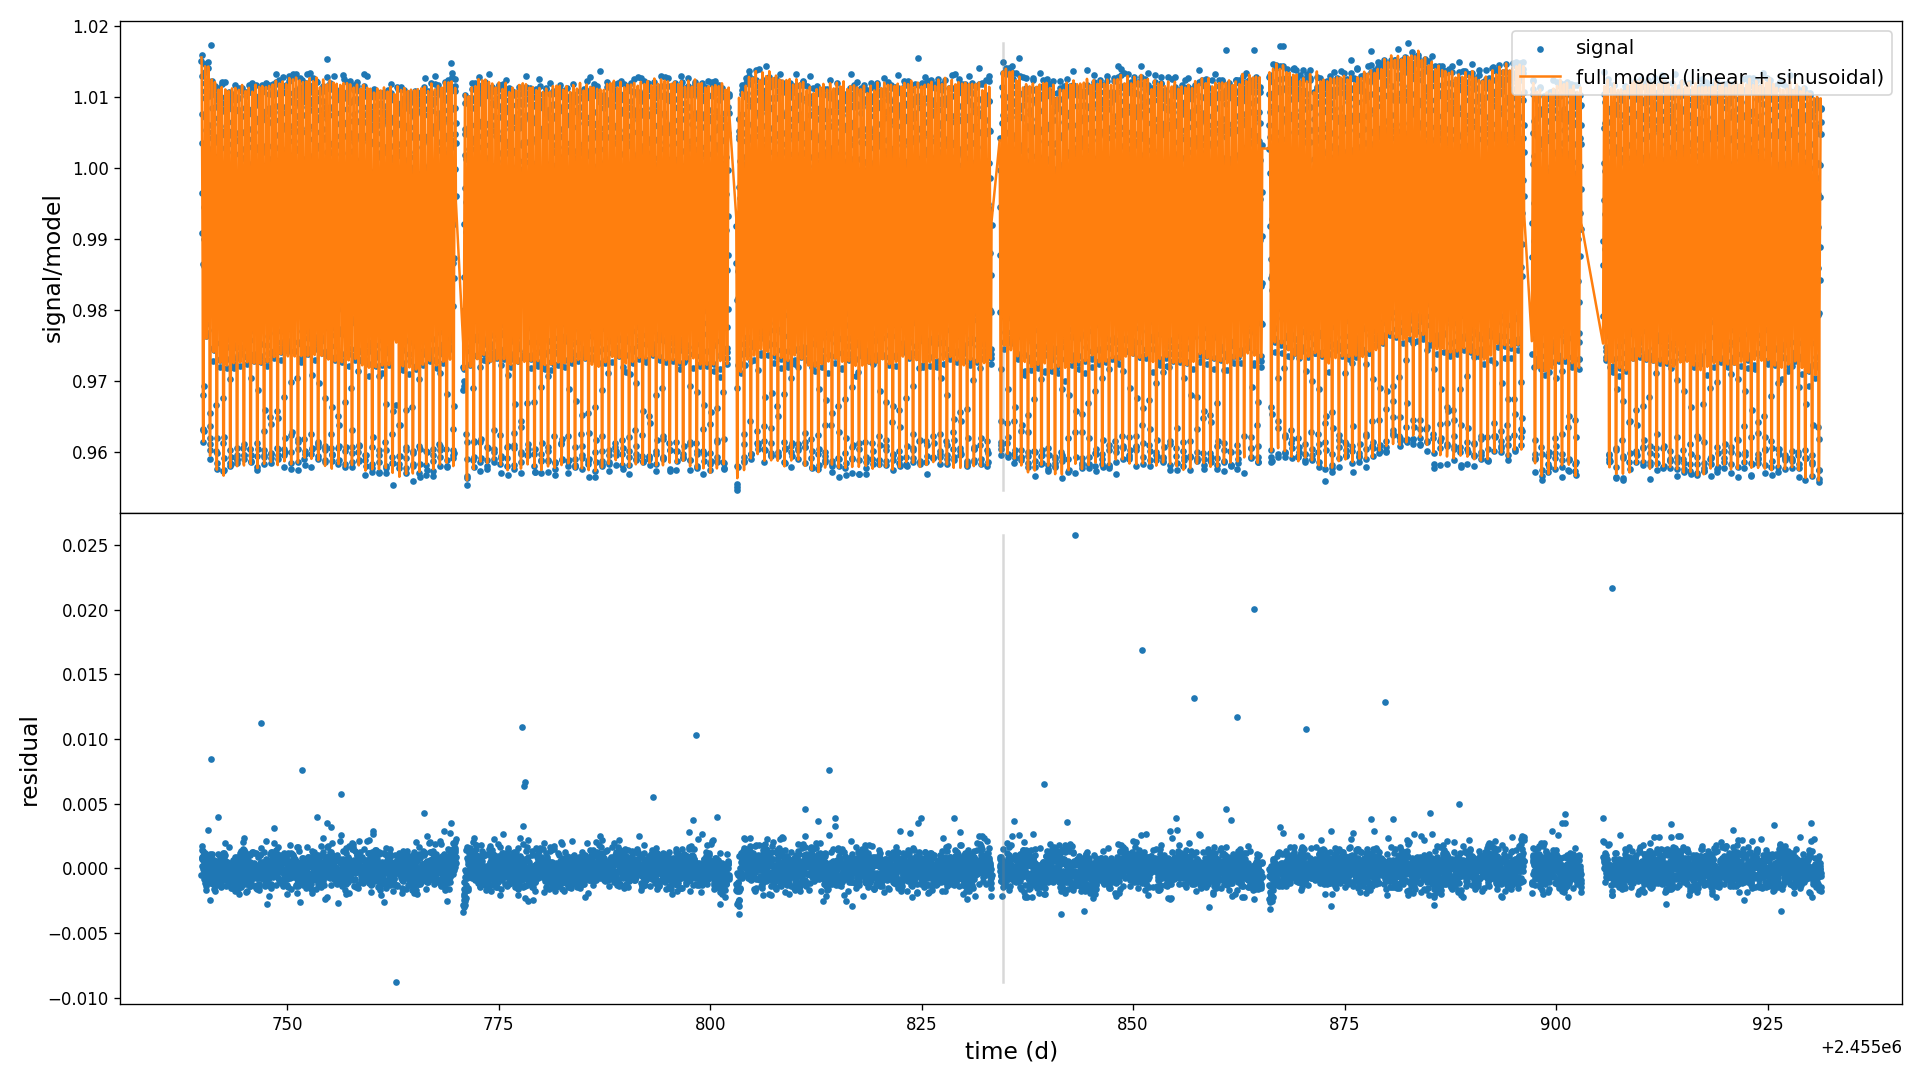 1.02
1.01
1.00
0.99
0.98
0.97
0.96
signal/model
signal
full model (linear + sinusoidal)
0.025
0.020
0.015
0.010
0.005
0.000
−0.005
−0.010
residual
750 775 800 825 850 875 900 925
time (d)
+2.455e6